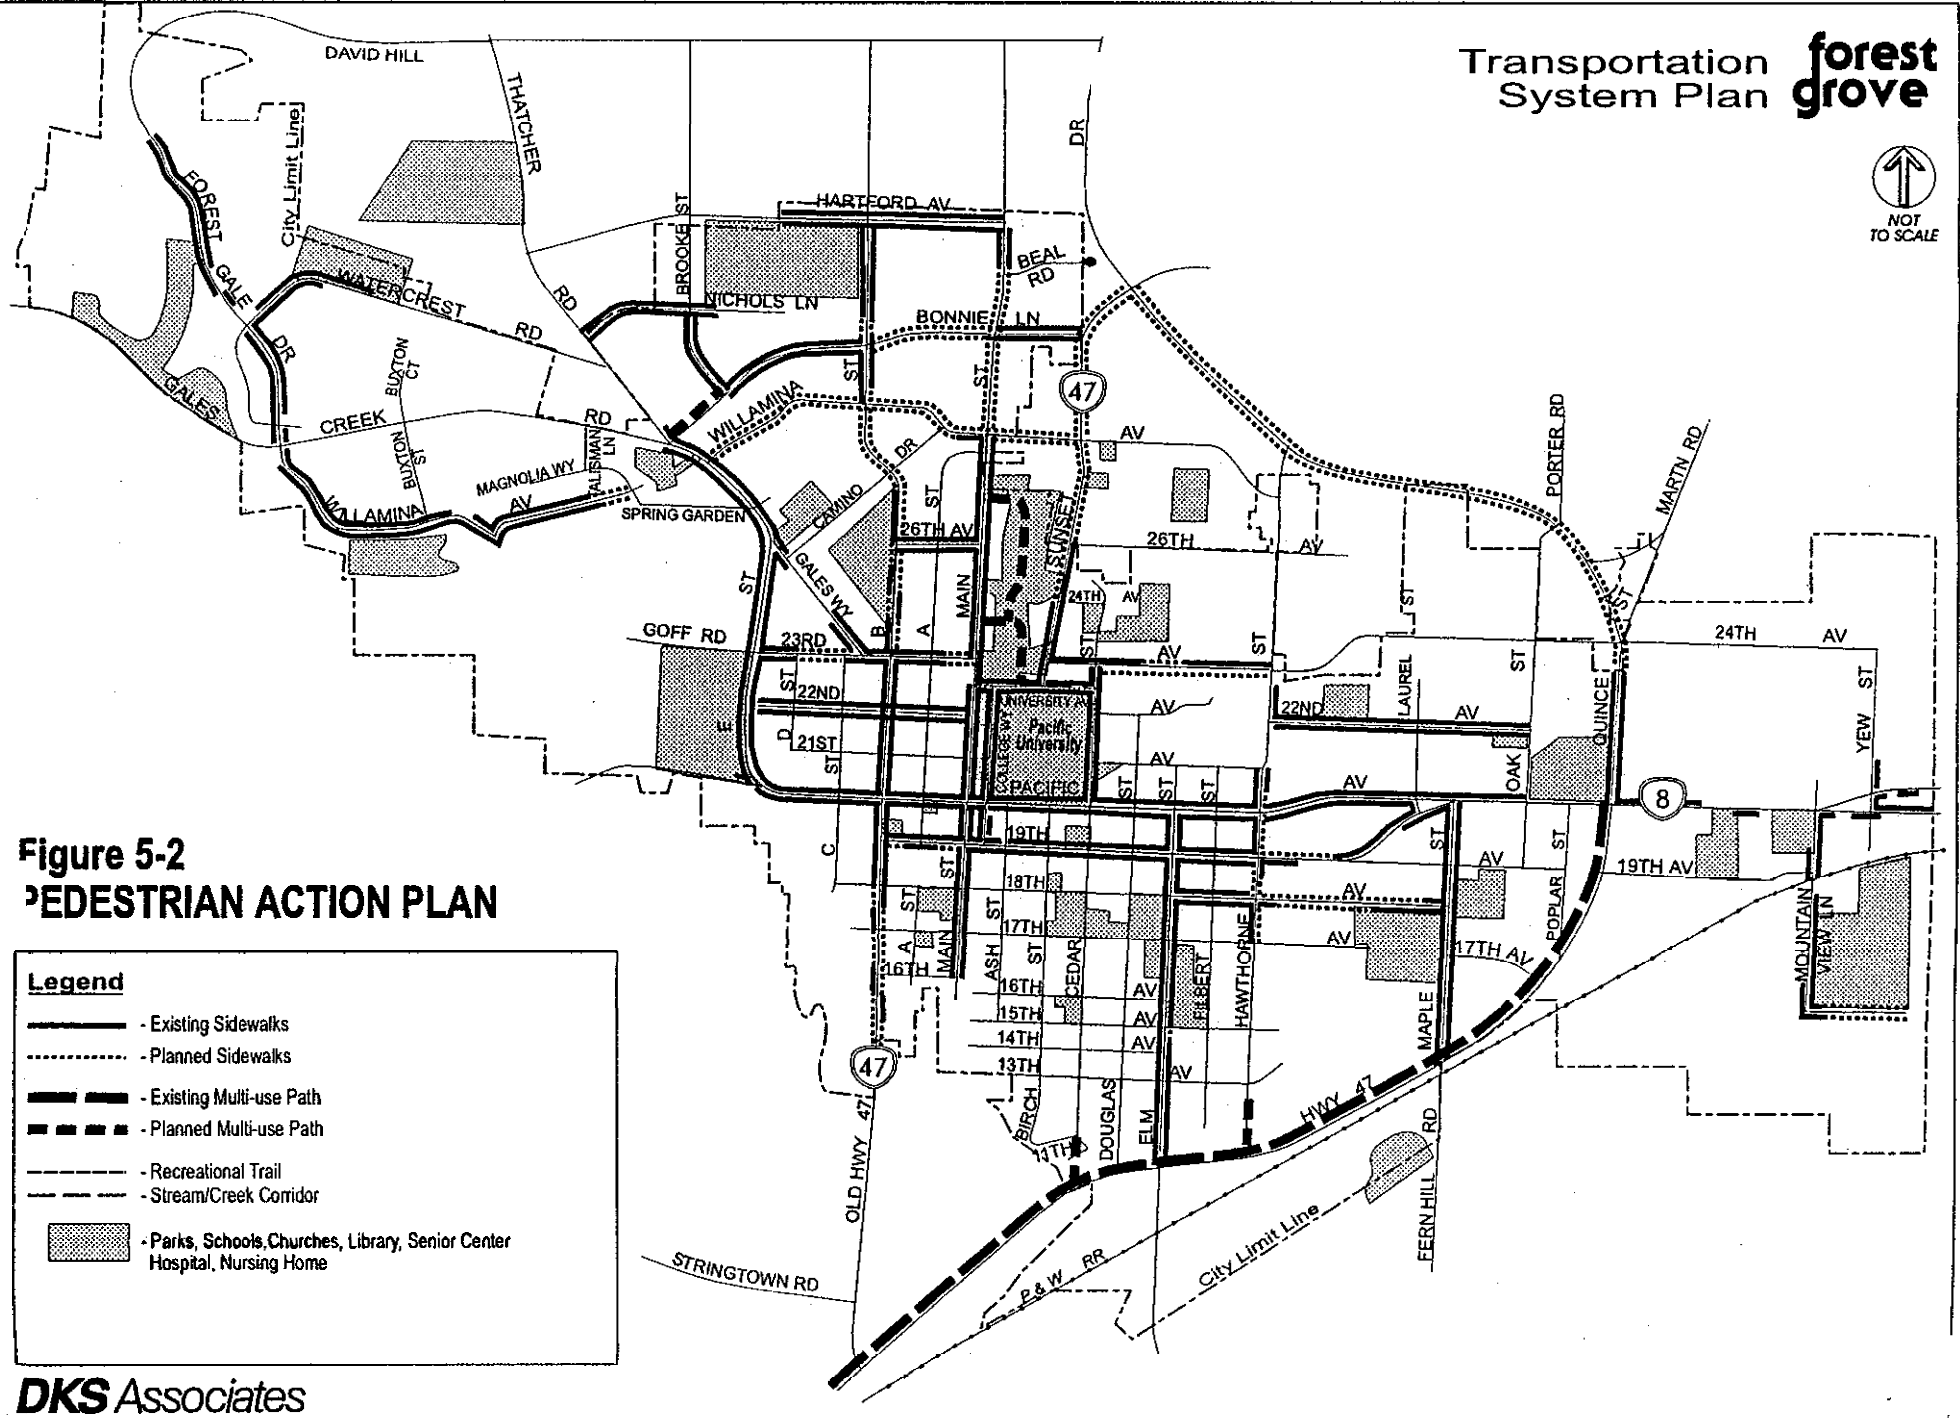 Transportation
System Plan
forest
grove
NOT
TO SCALE
DAVID HILL
THATCHER
RD
DR
City Limit Line
FOREST
GALE
DR
HARTFORD AV
BROOKE ST
BEAL
RD
WATERCREST
RD
NICHOLS LN
BONNIE LN
47
BUXTON
CT
ST
ST
WILLAMINA
AV
GALES
CREEK
RD
PORTER RD
MARTN RD
BUXTON
ST
TALISMAN
LN
MAGNOLIA WY
DR
CAMINO
ST
WILLAMINA
AV
SPRING GARDEN
26TH AV
SUNSET
26TH
AV
ST
GALES WY
MAIN
24TH
AV
ST
ST
GOFF RD
23RD
B
A
ST
AV
ST
ST
24TH
AV
ST
22ND
UNIVERSITY AV
AV
22ND
AV
LAUREL
QUINCE
YEW ST
E
D
21ST
ST
COLLEGE WY
Pacific
University
PACIFIC
AV
ST
ST
ST
AV
OAK
8
Figure 5-2
PEDESTRIAN ACTION PLAN
C
19TH
ST
AV
ST
19TH AV
18TH
AV
ST
ST
17TH
ST
AV
POPLAR
17TH AV
A
MAIN
ASH
CEDAR
FILBERT
HAWTHORNE
MAPLE
MOUNTAIN
VIEW LN
16TH
16TH
AV
15TH
AV
14TH
AV
13TH
AV
47
Legend
- Existing Sidewalks
- Planned Sidewalks
- Existing Multi-use Path
- Planned Multi-use Path
- Recreational Trail
- Stream/Creek Corridor
- Parks, Schools,Churches, Library, Senior Center
Hospital, Nursing Home
OLD HWY 47
BIRCH
11TH
DOUGLAS
ELM
HWY 47
FERN HILL RD
STRINGTOWN RD
P & W RR
City Limit Line
DKS Associates